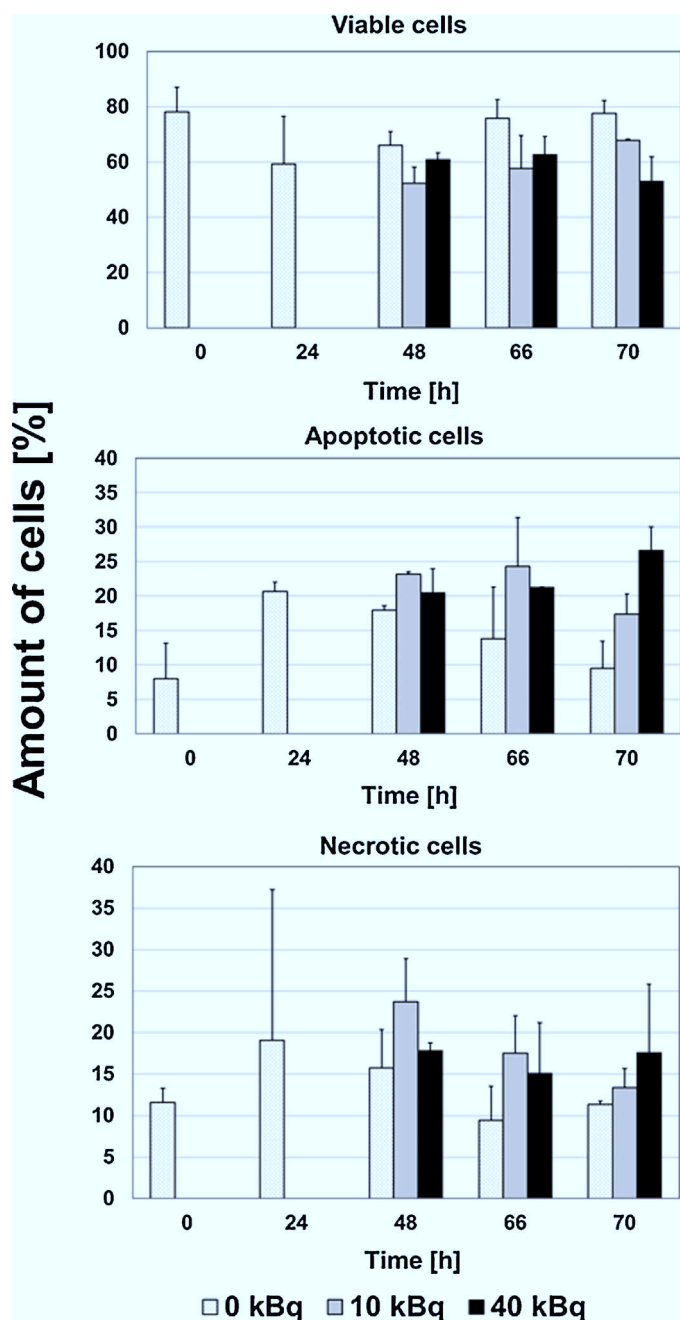 Viable cells
100
80
60
40
20
0
0 24 48 66 70
Time [h]
Amount of cells [%]
Apoptotic cells
40
35
30
25
20
15
10
5
0
0 24 48 66 70
Time [h]
Necrotic cells
40
35
30
25
20
15
10
5
0
0 24 48 66 70
Time [h]
0 kBq 10 kBq 40 kBq